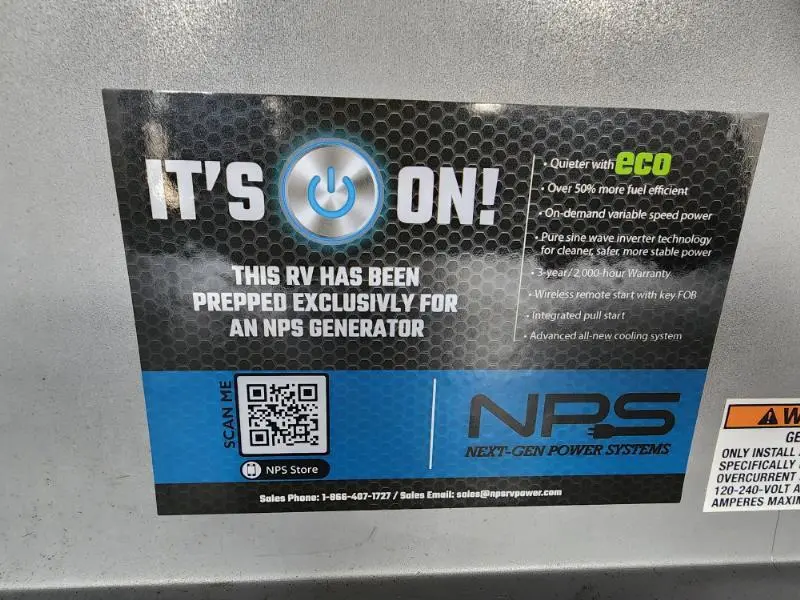 IT'S ON!
THIS RV HAS BEEN
PREPPED EXCLUSIVLY FOR
AN NPS GENERATOR
• Quieter with eco
• Over 50% more fuel efficient
• On-demand variable speed power
• Pure sine wave inverter technology
for cleaner, safer, more stable power
• 3-year/2,000-hour Warranty
• Wireless remote start with key FOB
• Integrated pull start
• Advanced all-new cooling system
SCAN ME
NPS Store
NPS
NEXT-GEN POWER SYSTEMS
Sales Phone: 1-866-407-1727 / Sales Email: sales@npsrvpower.com
W
GE
ONLY INSTALL
SPECIFICALLY
OVERCURRENT
120-240-VOLT A
AMPERES MAXIM